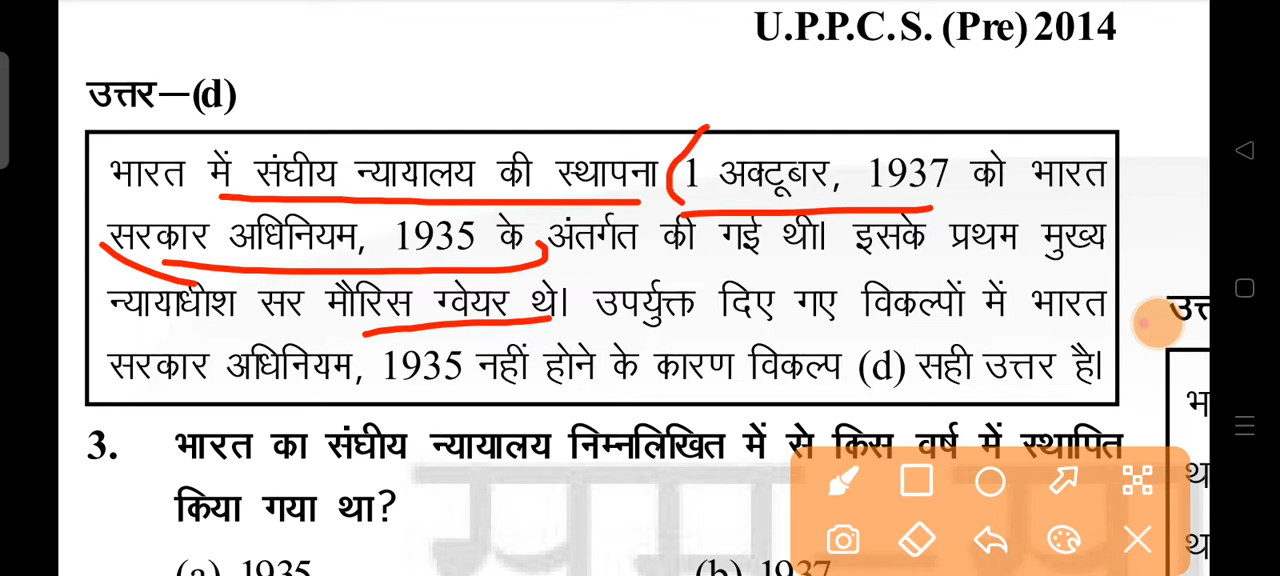 U.P.P.C.S. (Pre) 2014
उत्तर—(d)
भारत में संघीय न्यायालय की स्थापना 1 अक्टूबर, 1937 को भारत
सरकार अधिनियम, 1935 के अंतर्गत की गई थी। इसके प्रथम मुख्य
न्यायाधीश सर मौरिस ग्वेयर थे। उपर्युक्त दिए गए विकल्पों में भारत
सरकार अधिनियम, 1935 नहीं होने के कारण विकल्प (d) सही उत्तर है।
3. भारत का संघीय न्यायालय निम्नलिखित में से किस वर्ष में स्थापित
किया गया था?
(a) 1935 (b) 1937